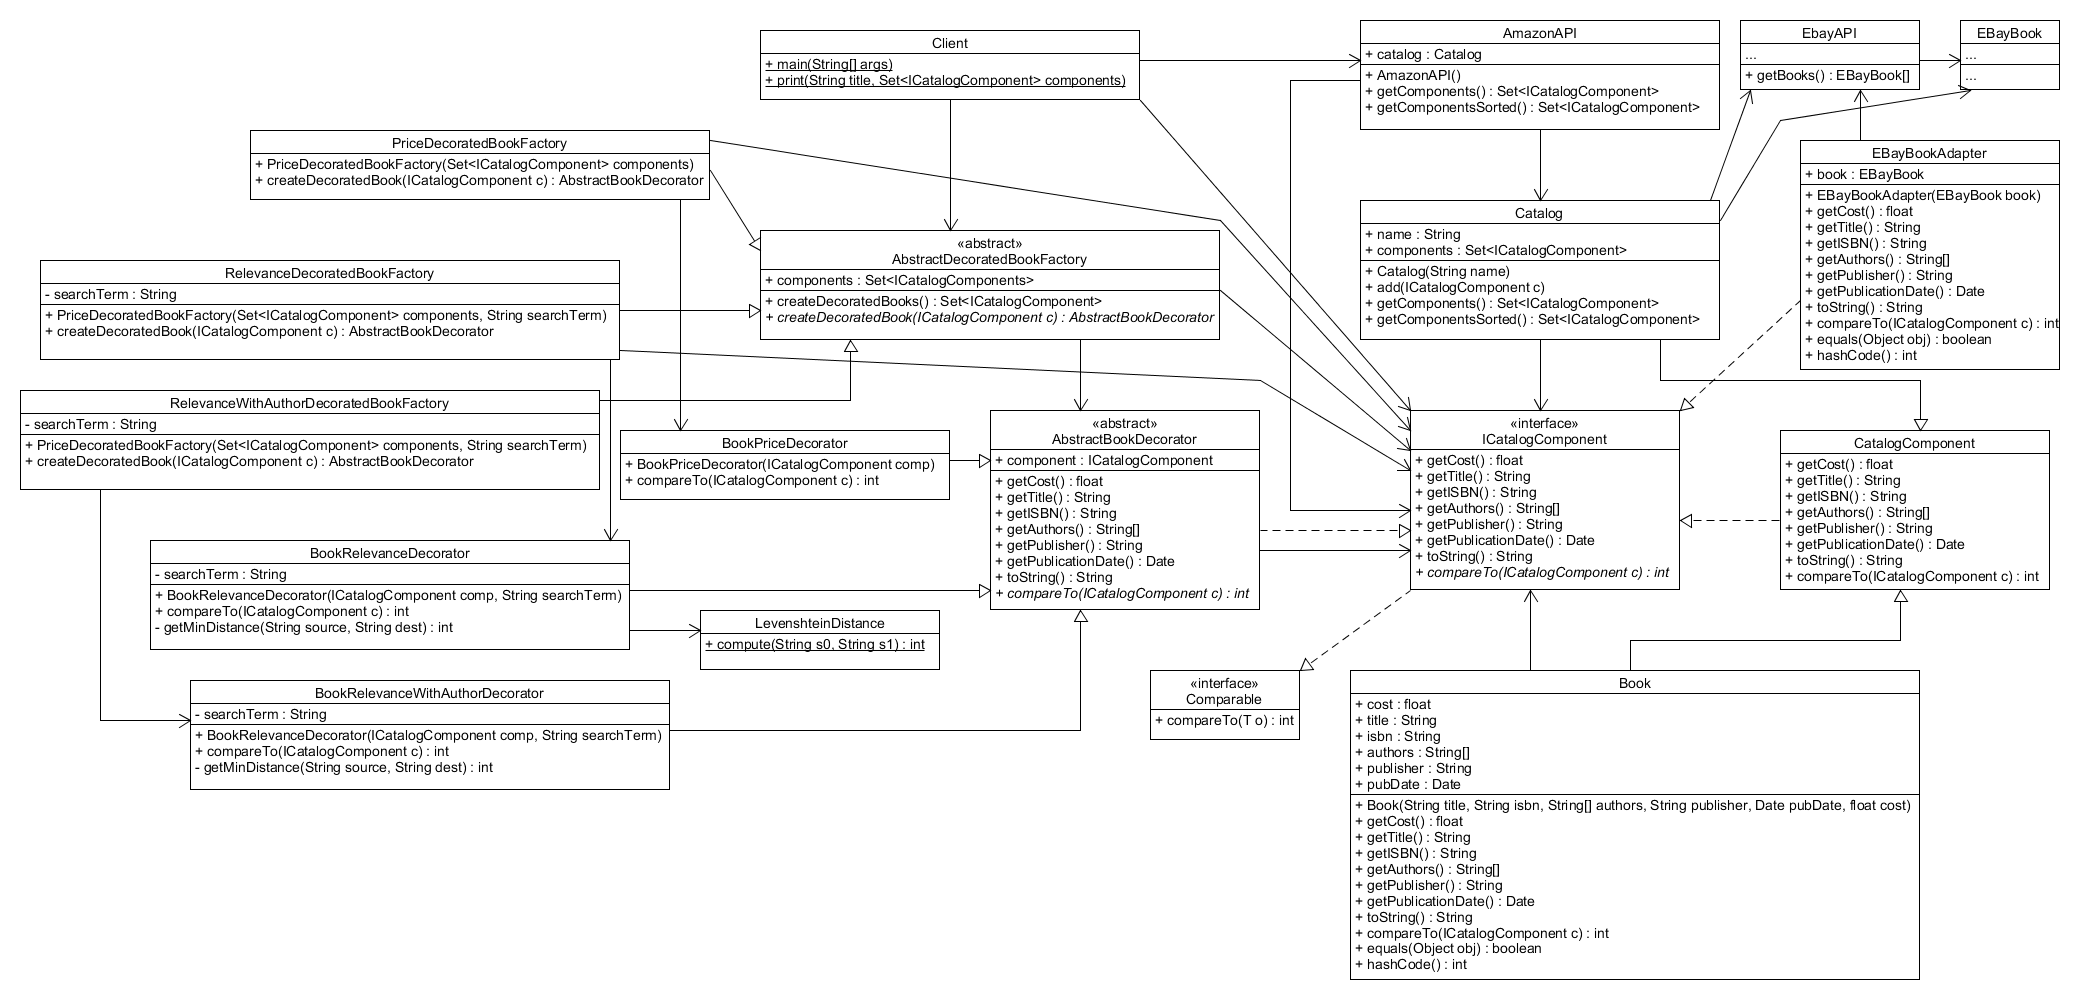 Client
+ main(String[] args)
+ print(String title, Set<ICatalogComponent> components)
AmazonAPI
+ catalog : Catalog
+ AmazonAPI()
+ getComponents() : Set<ICatalogComponent>
+ getComponentsSorted() : Set<ICatalogComponent>
EbayAPI
...
+ getBooks() : EBayBook[]
EBayBook
...
...
PriceDecoratedBookFactory
+ PriceDecoratedBookFactory(Set<ICatalogComponent> components)
+ createDecoratedBook(ICatalogComponent c) : AbstractBookDecorator
EBayBookAdapter
+ book : EBayBook
+ EBayBookAdapter(EBayBook book)
+ getCost() : float
+ getTitle() : String
+ getISBN() : String
+ getAuthors() : String[]
+ getPublisher() : String
+ getPublicationDate() : Date
+ toString() : String
+ compareTo(ICatalogComponent c) : int
+ equals(Object obj) : boolean
+ hashCode() : int
Catalog
+ name : String
+ components : Set<ICatalogComponent>
+ Catalog(String name)
+ add(ICatalogComponent c)
+ getComponents() : Set<ICatalogComponent>
+ getComponentsSorted() : Set<ICatalogComponent>
«abstract»
AbstractDecoratedBookFactory
+ components : Set<ICatalogComponents>
+ createDecoratedBooks() : Set<ICatalogComponent>
+ createDecoratedBook(ICatalogComponent c) : AbstractBookDecorator
RelevanceDecoratedBookFactory
- searchTerm : String
+ PriceDecoratedBookFactory(Set<ICatalogComponent> components, String searchTerm)
+ createDecoratedBook(ICatalogComponent c) : AbstractBookDecorator
RelevanceWithAuthorDecoratedBookFactory
- searchTerm : String
+ PriceDecoratedBookFactory(Set<ICatalogComponent> components, String searchTerm)
+ createDecoratedBook(ICatalogComponent c) : AbstractBookDecorator
BookPriceDecorator
+ BookPriceDecorator(ICatalogComponent comp)
+ compareTo(ICatalogComponent c) : int
«abstract»
AbstractBookDecorator
+ component : ICatalogComponent
+ getCost() : float
+ getTitle() : String
+ getISBN() : String
+ getAuthors() : String[]
+ getPublisher() : String
+ getPublicationDate() : Date
+ toString() : String
+ compareTo(ICatalogComponent c) : int
«interface»
ICatalogComponent
+ getCost() : float
+ getTitle() : String
+ getISBN() : String
+ getAuthors() : String[]
+ getPublisher() : String
+ getPublicationDate() : Date
+ toString() : String
+ compareTo(ICatalogComponent c) : int
CatalogComponent
+ getCost() : float
+ getTitle() : String
+ getISBN() : String
+ getAuthors() : String[]
+ getPublisher() : String
+ getPublicationDate() : Date
+ toString() : String
+ compareTo(ICatalogComponent c) : int
BookRelevanceDecorator
- searchTerm : String
+ BookRelevanceDecorator(ICatalogComponent comp, String searchTerm)
+ compareTo(ICatalogComponent c) : int
- getMinDistance(String source, String dest) : int
LevenshteinDistance
+ compute(String s0, String s1) : int
BookRelevanceWithAuthorDecorator
- searchTerm : String
+ BookRelevanceDecorator(ICatalogComponent comp, String searchTerm)
+ compareTo(ICatalogComponent c) : int
- getMinDistance(String source, String dest) : int
«interface»
Comparable
+ compareTo(T o) : int
Book
+ cost : float
+ title : String
+ isbn : String
+ authors : String[]
+ publisher : String
+ pubDate : Date
+ Book(String title, String isbn, String[] authors, String publisher, Date pubDate, float cost)
+ getCost() : float
+ getTitle() : String
+ getISBN() : String
+ getAuthors() : String[]
+ getPublisher() : String
+ getPublicationDate() : Date
+ toString() : String
+ compareTo(ICatalogComponent c) : int
+ equals(Object obj) : boolean
+ hashCode() : int